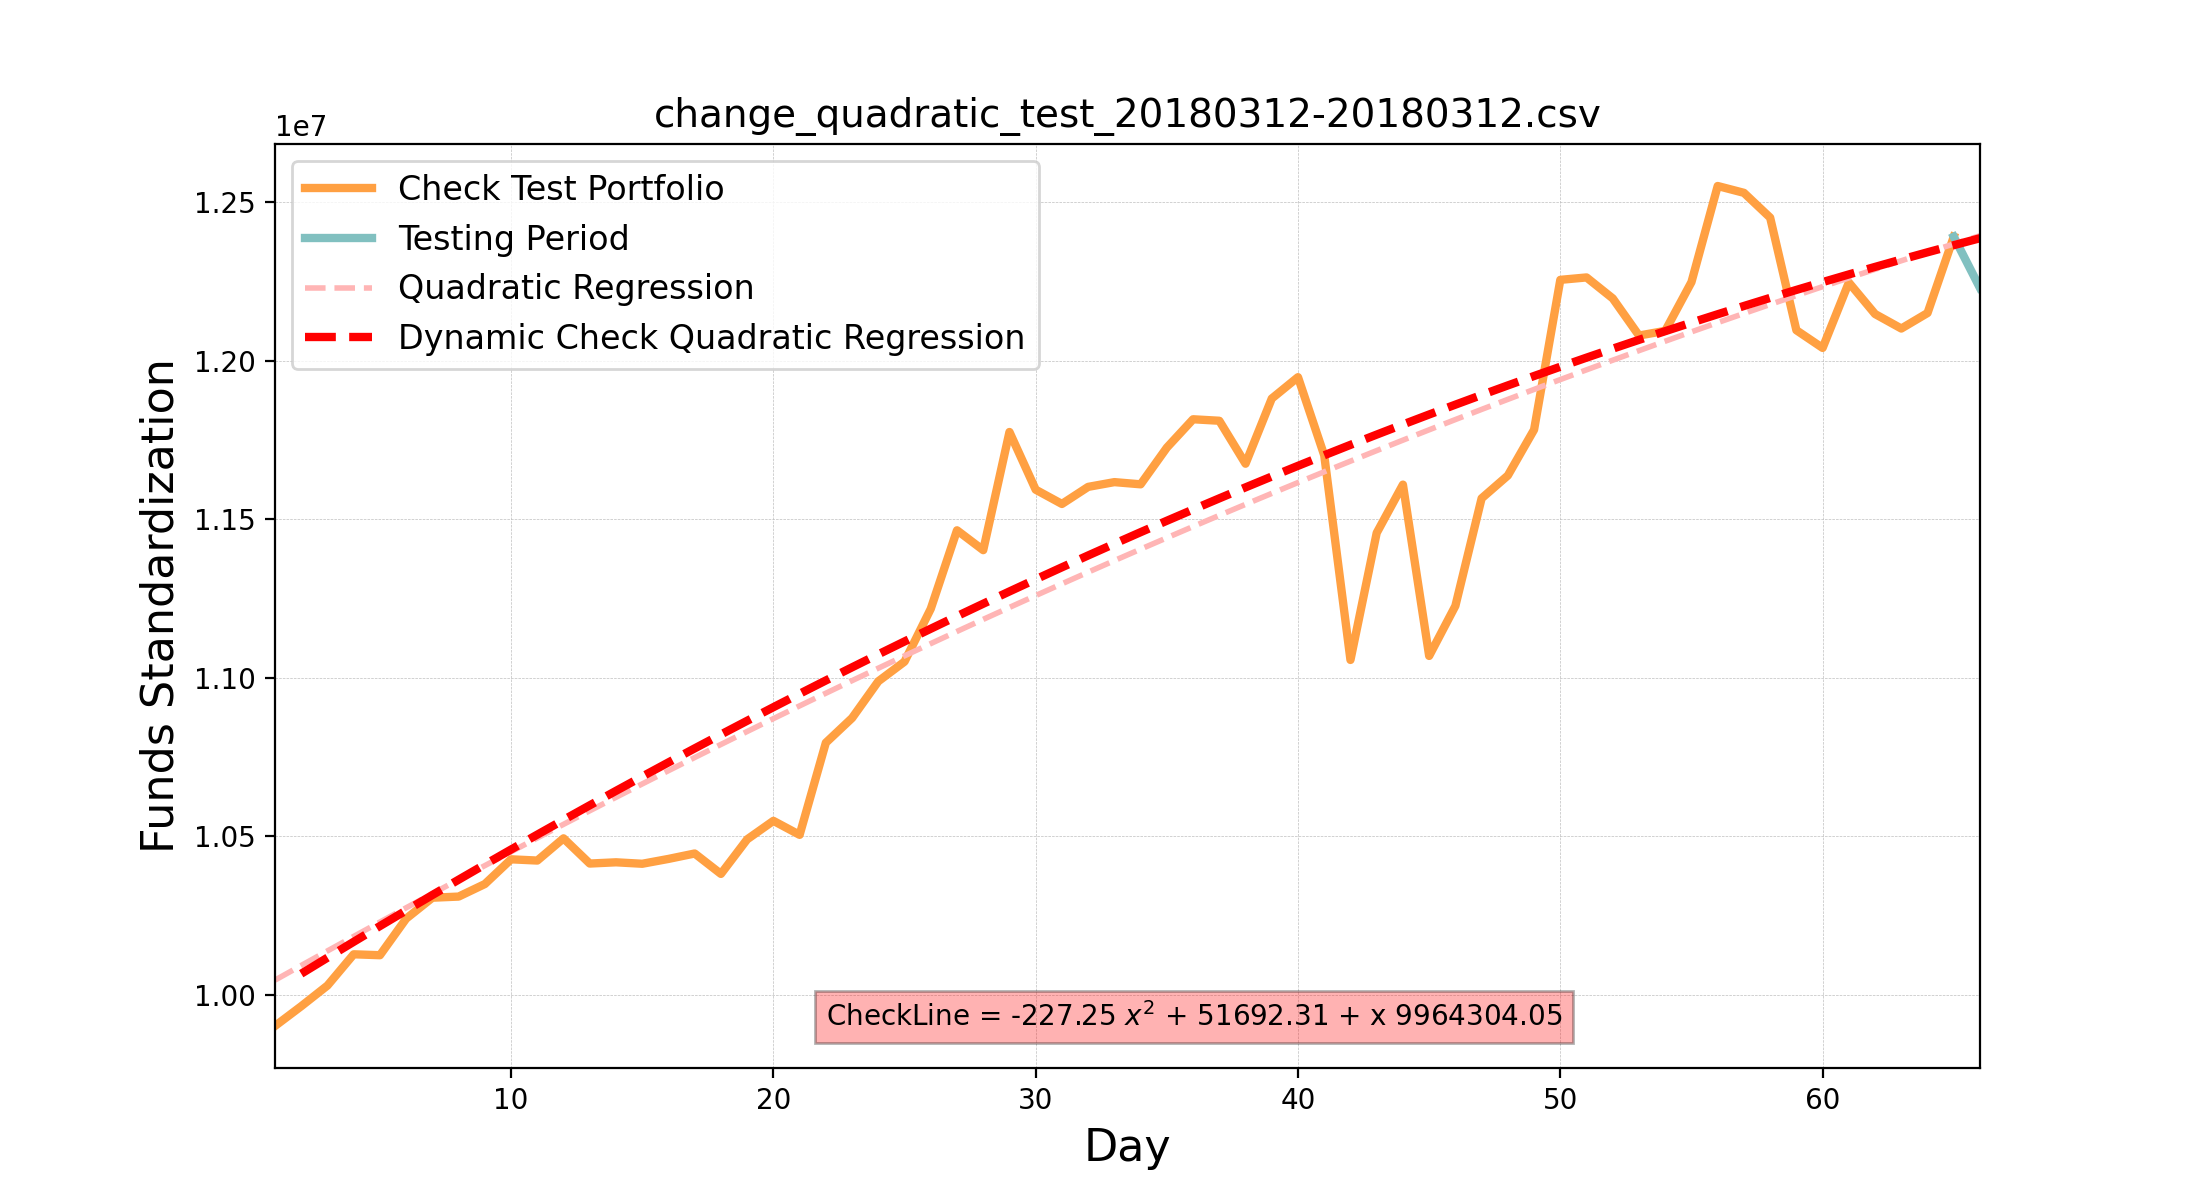 change_quadratic_test_20180312-20180312.csv
1e7
Check Test Portfolio
Testing Period
Quadratic Regression
Dynamic Check Quadratic Regression
1.25
1.20
1.15
1.10
1.05
1.00
Funds Standardization
CheckLine = -227.25 x² + 51692.31 + x 9964304.05
10 20 30 40 50 60
Day